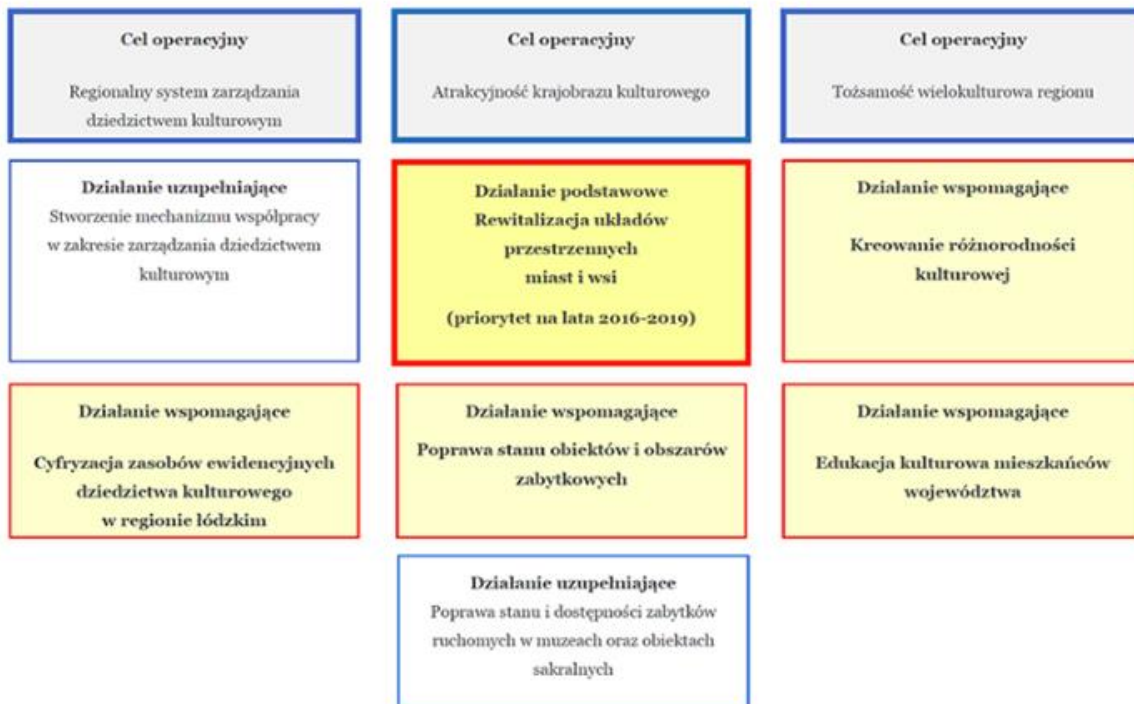 Cel operacyjny
Regionalny system zarządzania
dziedzictwem kulturowym
Cel operacyjny
Atrakcyjność krajobrazu kulturowego
Cel operacyjny
Tożsamość wielokulturowa regionu
Działanie uzupełniające
Stworzenie mechanizmu współpracy
w zakresie zarządzania dziedzictwem
kulturowym
Działanie podstawowe
Rewitalizacja układów
przestrzennych
miast i wsi
(priorytet na lata 2016-2019)
Działanie wspomagające
Kreowanie różnorodności
kulturowej
Działanie wspomagające
Cyfryzacja zasobów ewidencyjnych
dziedzictwa kulturowego
w regionie łódzkim
Działanie wspomagające
Poprawa stanu obiektów i obszarów
zabytkowych
Działanie wspomagające
Edukacja kulturowa mieszkańców
województwa
Działanie uzupełniające
Poprawa stanu i dostępności zabytków
ruchomych w muzeach oraz obiektach
sakralnych